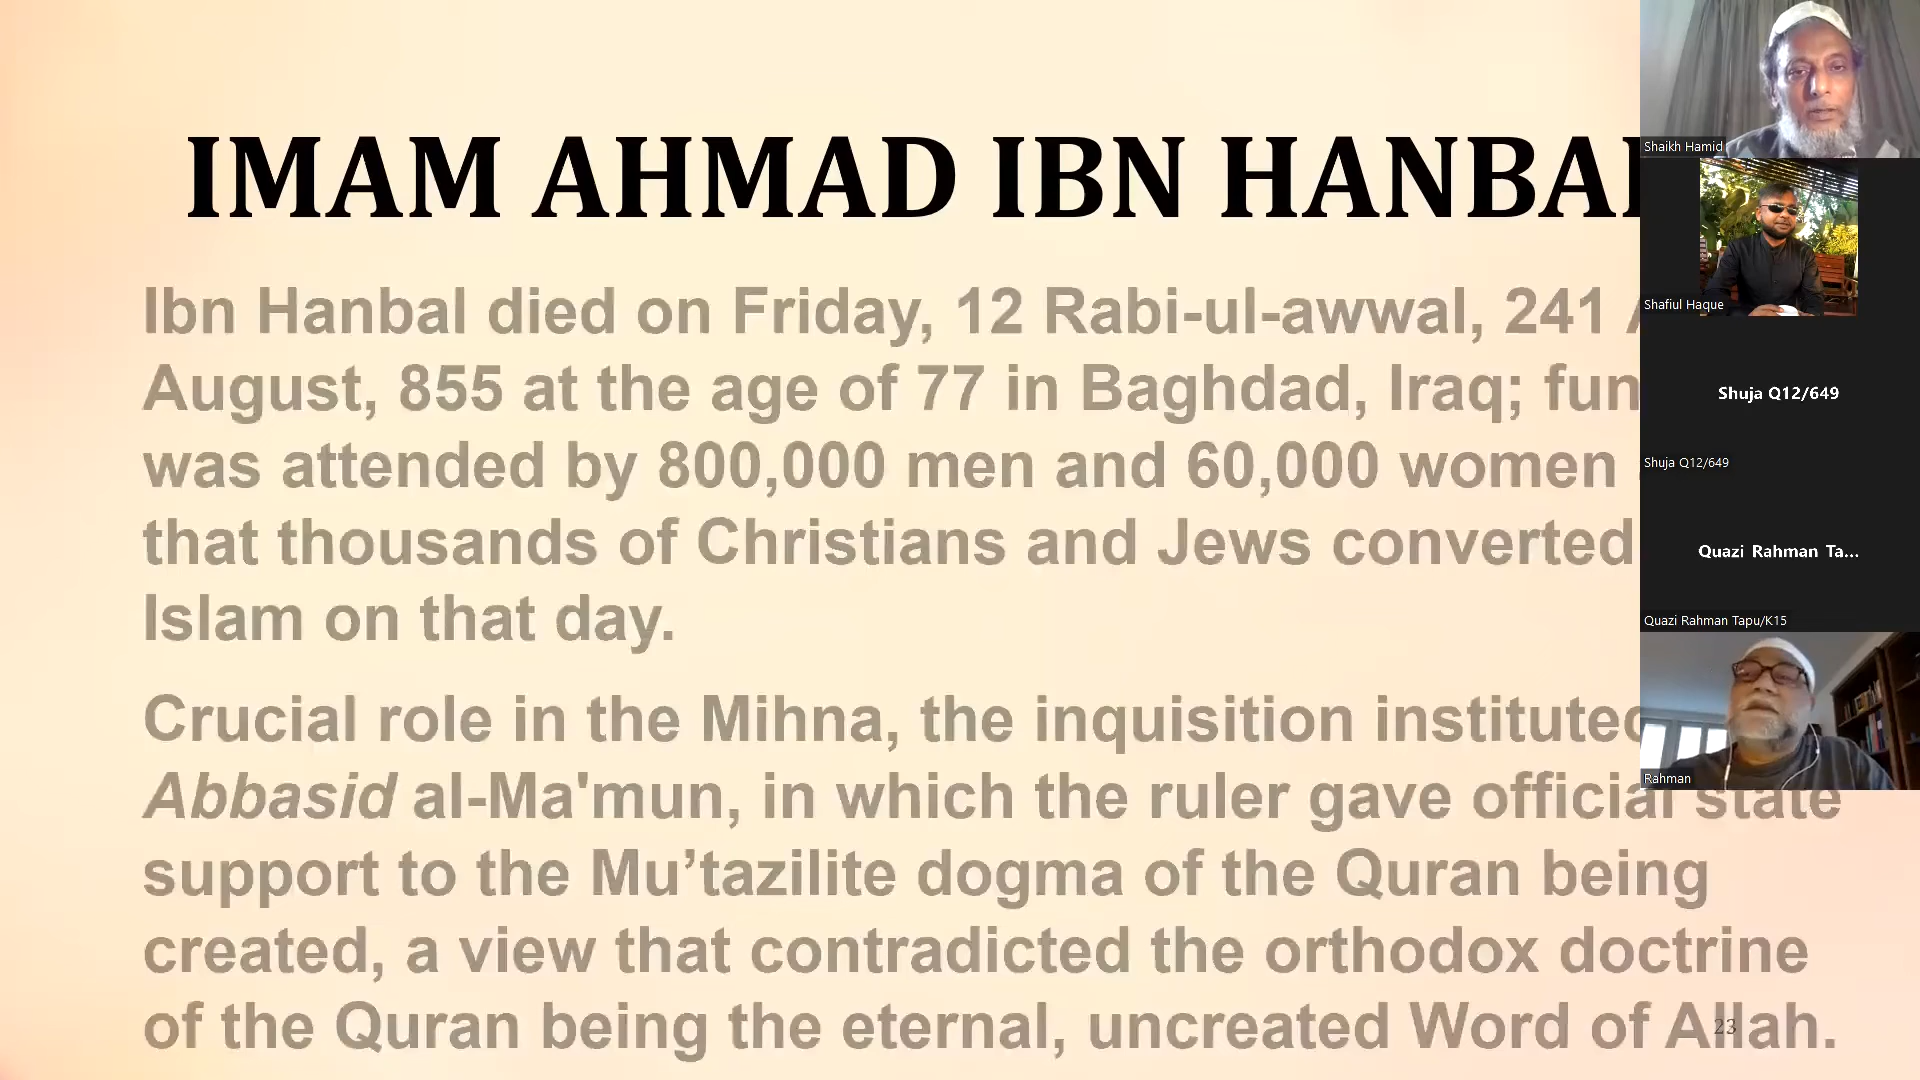 IMAM AHMAD IBN HANBAL
Ibn Hanbal died on Friday, 12 Rabi-ul-awwal, 241
August, 855 at the age of 77 in Baghdad, Iraq;
was attended by 800,000 men and 60,000 women
that thousands of Christians and Jews converted
Islam on that day.
Crucial role in the Mihna, the inquisition instituted
Abbasid al-Ma'mun, in which the ruler gave official state
support to the Mu’tazilite dogma of the Quran being
created, a view that contradicted the orthodox doctrine
of the Quran being the eternal, uncreated Word of Allah.
23
Shaikh Hamid
Shafiul Haque
Shuja Q12/649
Shuja Q12/649
Quazi Rahman Ta...
Quazi Rahman Tapu/K15
Rahman